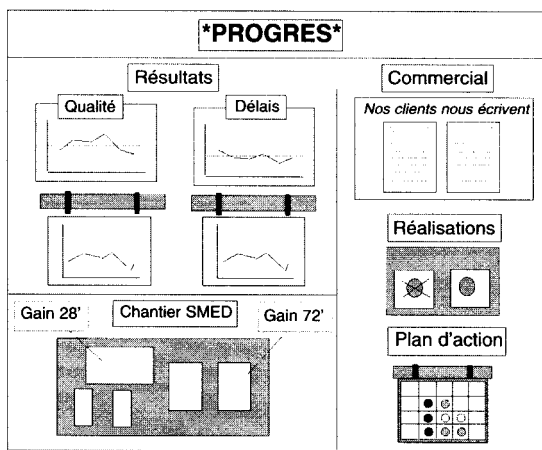 *PROGRES*
Résultats
Qualité
Délais
Commercial
Nos clients nous écrivent
Réalisations
Gain 28'
Chantier SMED
Gain 72'
Plan d'action